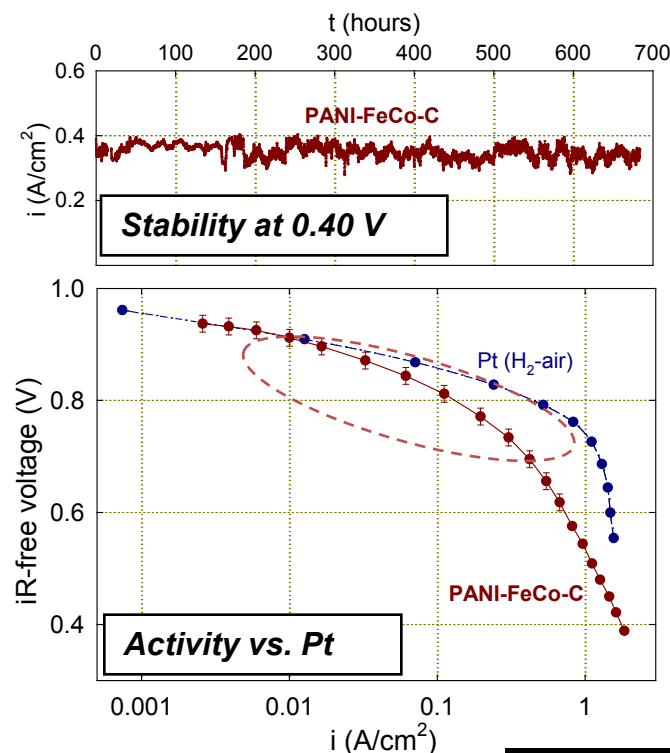 t (hours)
0 100 200 300 400 500 600 700
0.6
0.4
0.2
i (A/cm²)
PANI-FeCo-C
Stability at 0.40 V
1.0
0.8
0.6
0.4
iR-free voltage (V)
Pt (H₂-air)
PANI-FeCo-C
Activity vs. Pt
0.001 0.01 0.1 1
i (A/cm²)